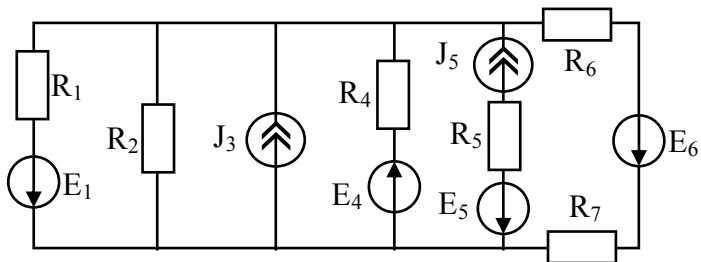 R₁
E₁
R₂
J₃
R₄
E₄
J₅
R₅
E₅
R₆
E₆
R₇